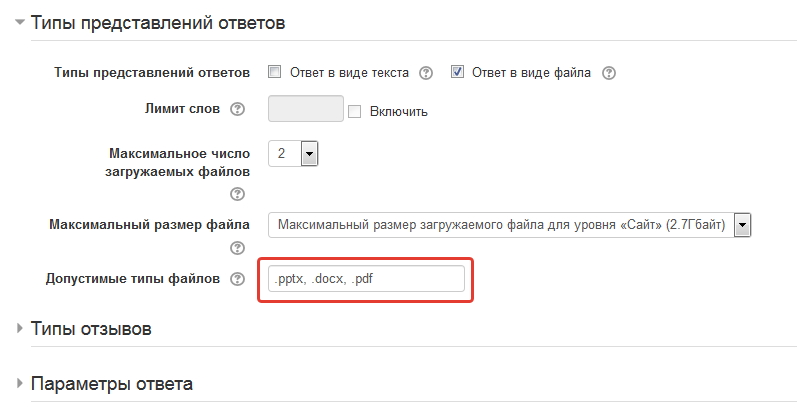 Типы представлений ответов
Типы представлений ответов Ответ в виде текста Ответ в виде файла
Лимит слов Включить
Максимальное число
загружаемых файлов
2
Максимальный размер файла Максимальный размер загружаемого файла для уровня «Сайт» (2.7Гбайт)
Допустимые типы файлов .pptx, .docx, .pdf
Типы отзывов
Параметры ответа